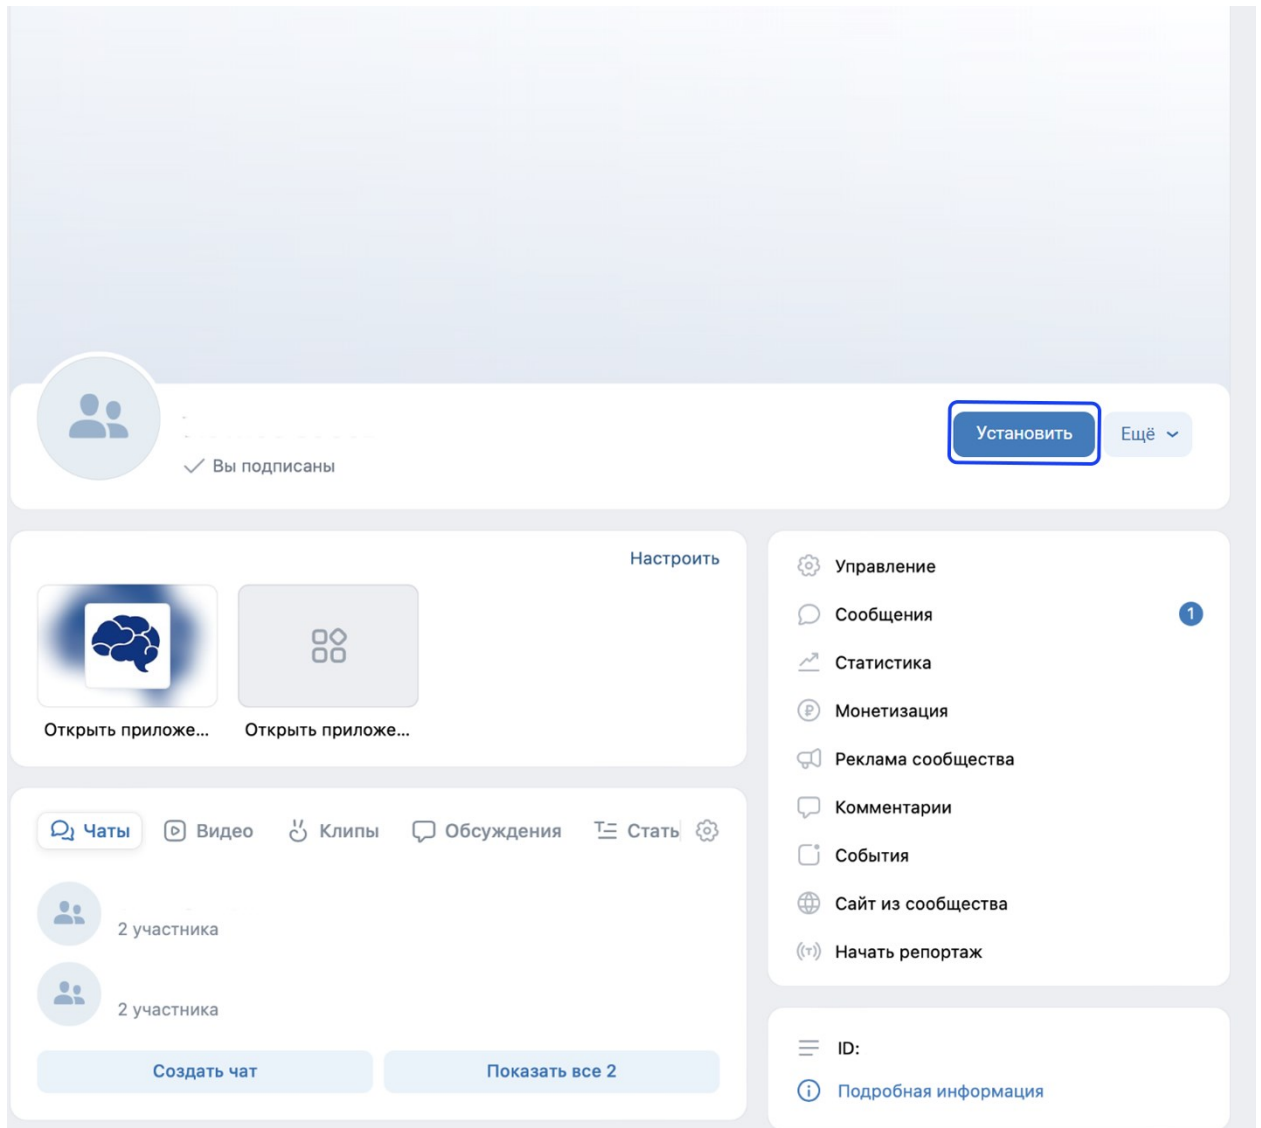 Установить
Ещё
Вы подписаны
Настроить
Открыть приложе...
Открыть приложе...
Чаты
Видео
Клипы
Обсуждения
Стать
2 участника
2 участника
Создать чат
Показать все 2
Управление
Сообщения 1
Статистика
Монетизация
Реклама сообщества
Комментарии
События
Сайт из сообщества
Начать репортаж
ID:
Подробная информация